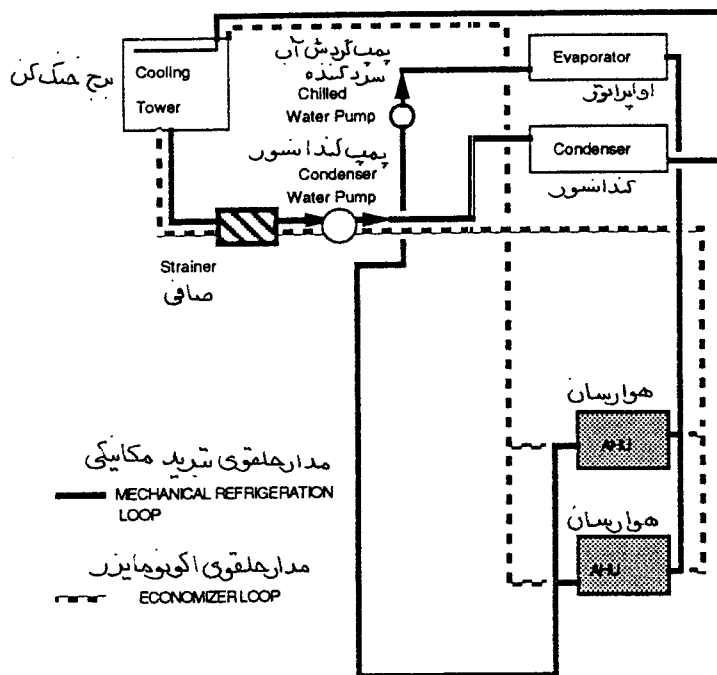 برج خنک کن
Cooling
Tower
پمپ گردش آب
سرد کننده
Chilled
Water Pump
Evaporator
اواپراتور
پمپ کندانسور
Condenser
Water Pump
Condenser
کندانسور
Strainer
صافی
هوارسان
AHU
هوارسان
AHU
مدار حلقوی تبرید مکانیکی
MECHANICAL REFRIGERATION
LOOP
مدار حلقوی اکونومایزر
ECONOMIZER LOOP